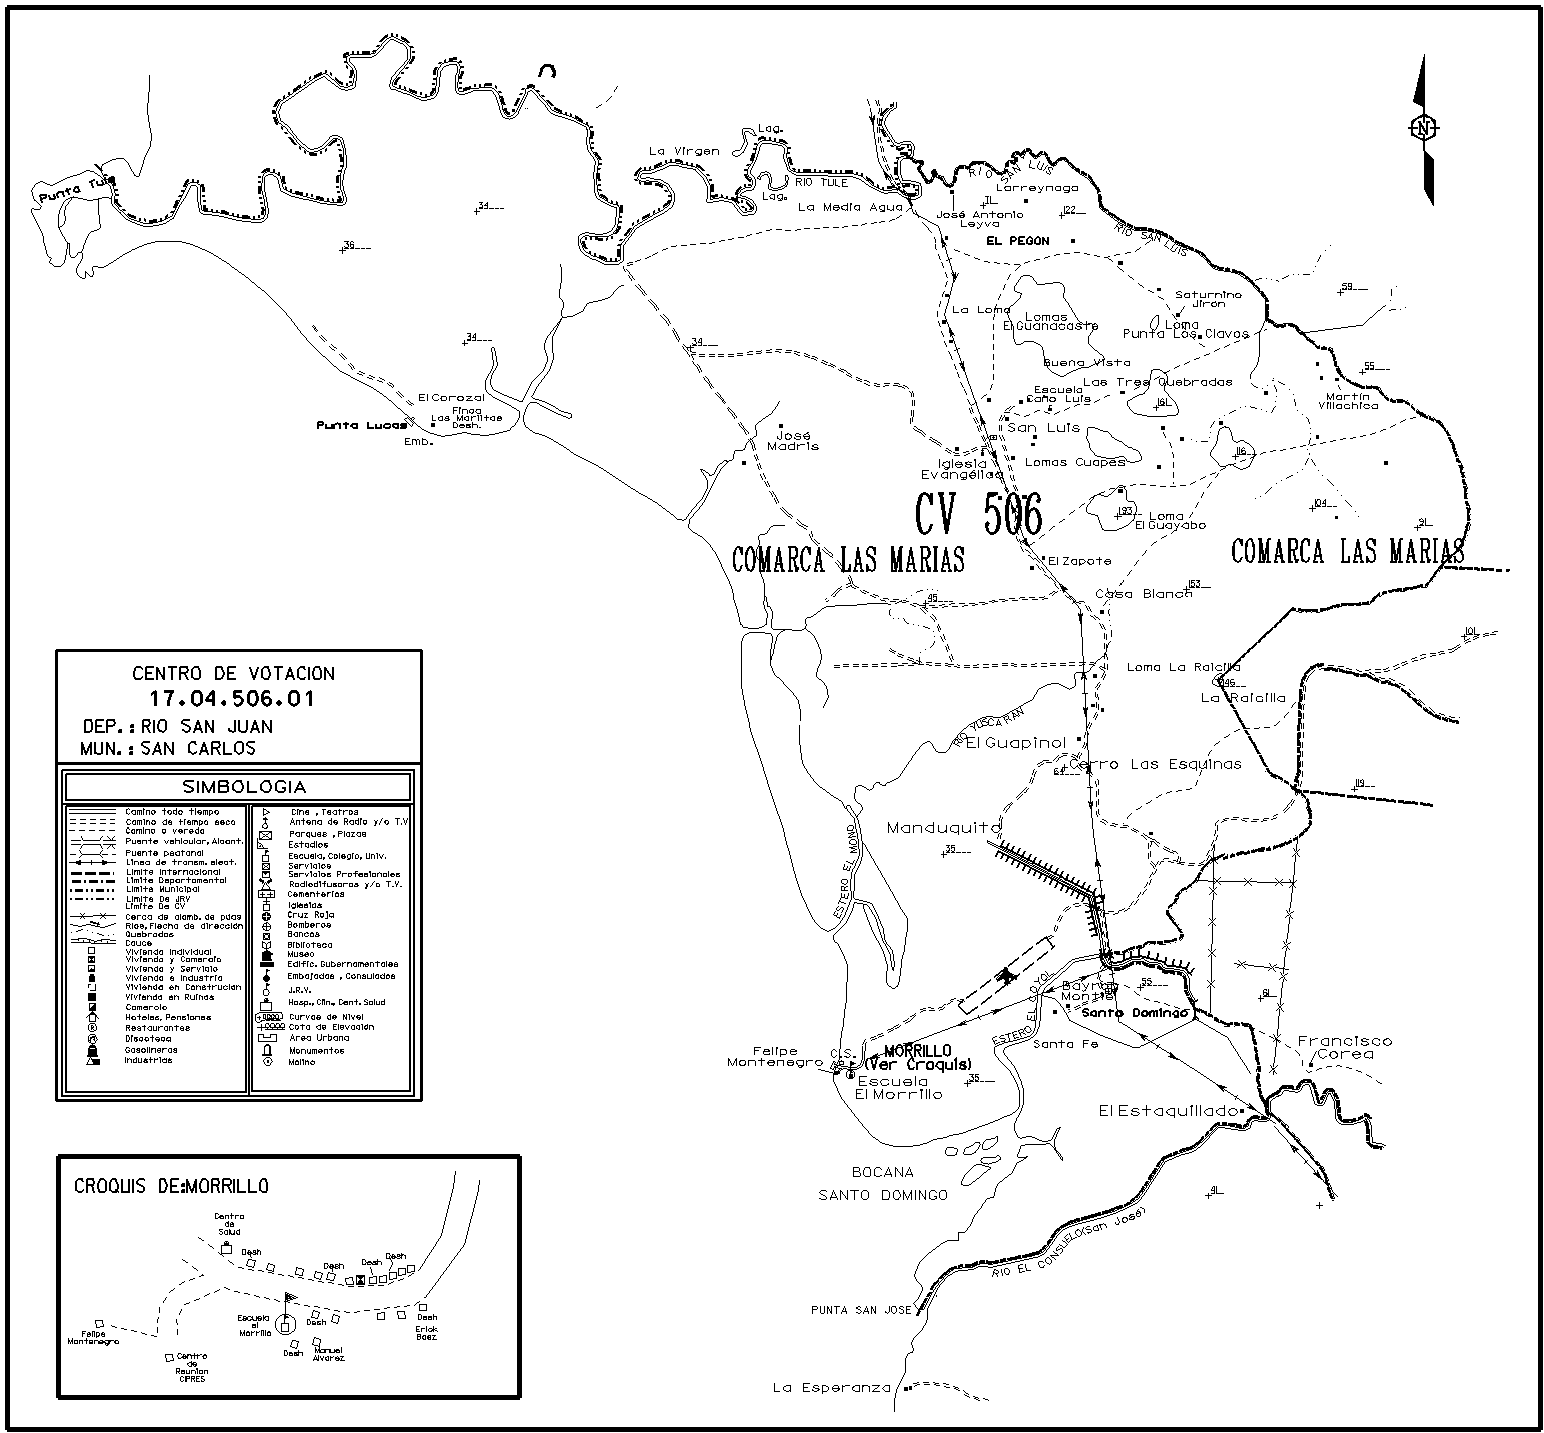 Lag.
La Virgen
RIO TULE
Lag.
La Media Agua
Punta Tule
RIO SAN LUIS
Larreynaga
José Antonio
Leyva
EL PEGON
RIO SAN LUIS
34
36
71
122
59
Saturnino
Jirón
La Loma
Lomas
El Guanacaste
Loma
Punta Los Clavos
34
34
Buena Vista
55
Las Tres Quebradas
El Corozal
Finca
Las Mariitas
Desh.
Punta Lucas
Emb.
Escuela
Caño Luis
161
Martín
Villachica
José
Madris
San Luis
Iglesia
Evangélica
Lomas Cuapes
116
CV 506
193
Loma
El Guayabo
104
91
COMARCA LAS MARIAS
COMARCA LAS MARIAS
El Zapote
Casa Blanca
153
45
101
Loma La Raicilla
146
La Raicilla
RIO YUSCARAN
El Guapinol
Cerro Las Esquinas
64
119
Manduquito
35
ESTERO EL MONO
ESTERO EL COYOL
Bayron
Montiel
55
61
Santo Domingo
Santa Fe
Felipe
Montenegro
C.S.
MORRILLO
(Ver Croquis)
Escuela
El Morrillo
35
Francisco
Corea
El Estaquillado
BOCANA
SANTO DOMINGO
41
RIO EL CONSUELO(San José)
PUNTA SAN JOSE
La Esperanza
N
CENTRO DE VOTACION
17.04.506.01
DEP.: RIO SAN JUAN
MUN.: SAN CARLOS
SIMBOLOGIA
Camino todo tiempo
Camino de tiempo seco
Camino o vereda
Puente vehicular, Alcant.
Puente peatonal
Linea de transm. elect.
Limite Internacional
Limite Departamental
Limite Municipal
Limite De JRV
Limite De CV
Cerca de alamb. de púas
Rios, Flecha de dirección
Quebradas
Cauce
Vivienda Individual
Vivienda y Comercio
Vivienda y Servicio
Vivienda e Industria
Vivienda en Construcion
Vivienda en Ruinas
Comercio
Hoteles, Pensiones
Restaurantes
Discoteca
Gasolineras
Industrias
Cine , Teatros
Antena de Radio y/o T.V
Parques , Plazas
Estadios
Escuela, Colegio, Univ.
Servicios
Servicios Profesionales
Radiodifusoras y/o T.V.
Cementerios
Iglesias
Cruz Roja
Bomberos
Bancos
Biblioteca
Museo
Edific. Gubernamentales
Embajadas , Consulados
J.R.V.
Hosp., Clin., Cent. Salud
Curvas de Nivel
Cota de Elevación
Area Urbana
Monumentos
Molino
CROQUIS DE:MORRILLO
Centro
de
Salud
Desh
Desh
Desh
Desh
Escuela
el
Morrillo
Desh
Desh
Erick
Baez
Desh
Manuel
Alvarez
Felipe
Montenegro
Centro
de
Reunion
CIPRES